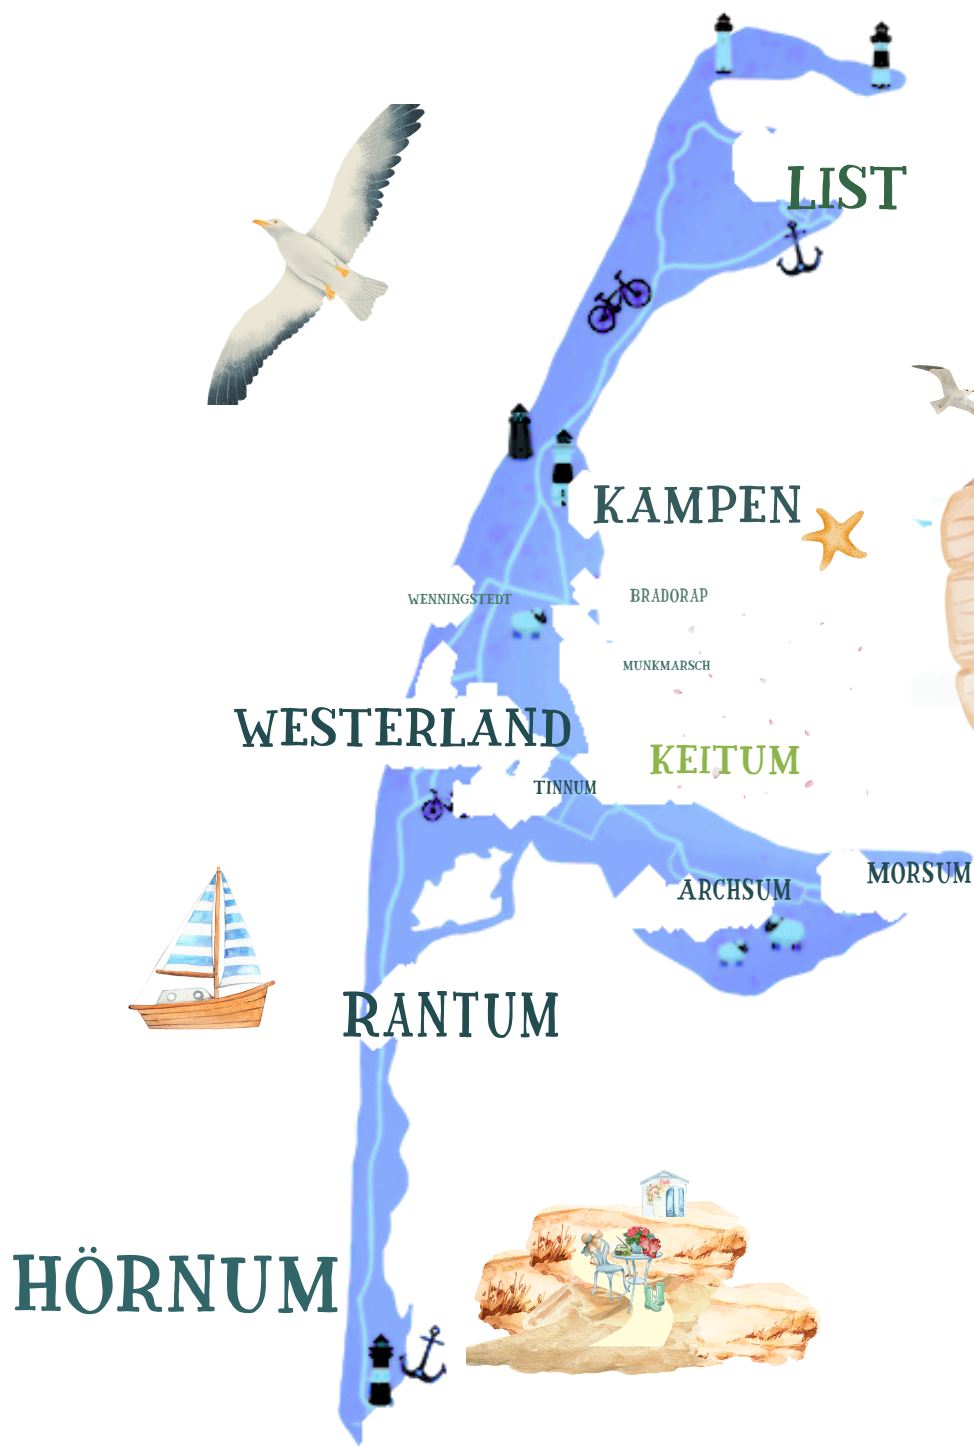 LIST
KAMPEN
WENNINGSTEDT
BRADORAP
MUNKMARSCH
WESTERLAND
KEITUM
TINNUM
MORSUM
ARCHSUM
RANTUM
HÖRNUM